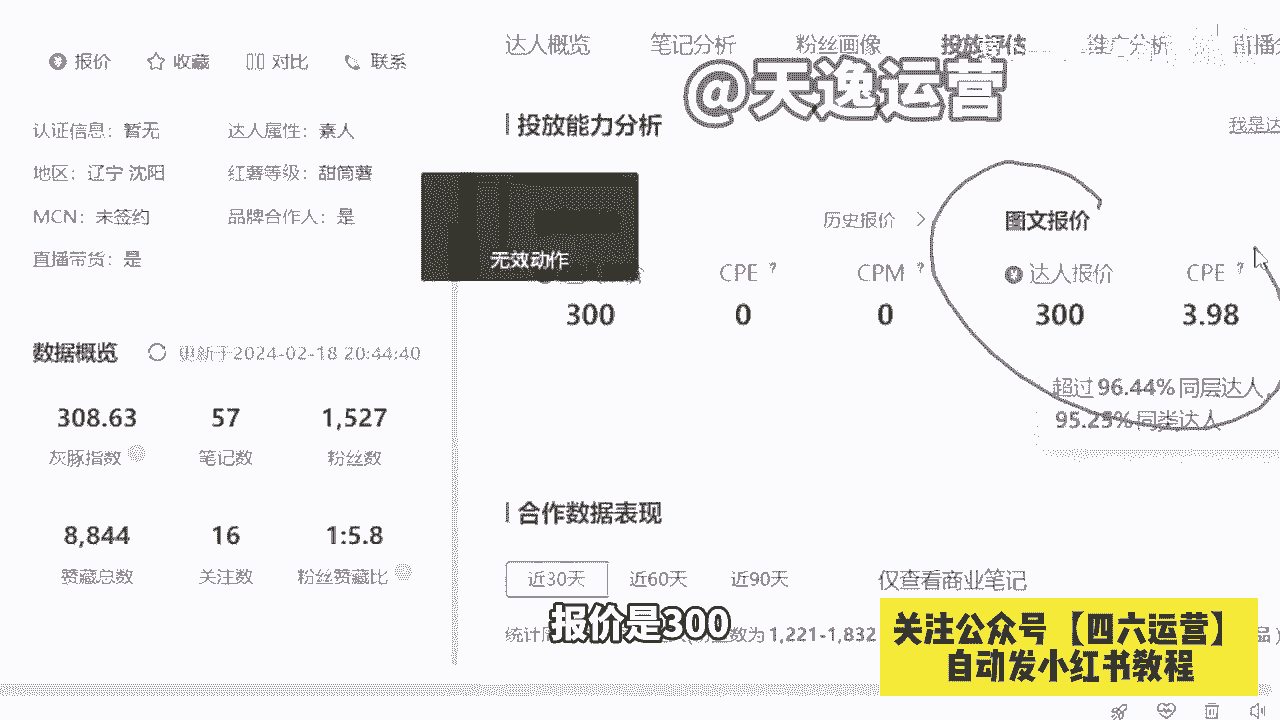 报价 收藏 对比 联系
达人概览 笔记分析 粉丝画像 投放评估 推广分析
@天逸运营
认证信息：暂无 达人属性：素人
投放能力分析
我是达
地区：辽宁 沈阳 红薯等级：甜筒薯
MCN：未签约 品牌合作人：是
历史报价 >
图文报价
直播带货：是
无效动作
CPE ? CPM ?
达人报价 CPE ?
300 0 0
300 3.98
数据概览 更新于2024-02-18 20:44:40
超过 96.44% 同层达人
95.25% 同类达人
308.63 57 1,527
灰豚指数 笔记数 粉丝数
合作数据表现
8,844 16 1:5.8
赞藏总数 关注数 粉丝赞藏比
近30天 近60天 近90天 仅查看商业笔记
报价是300
数为 1,221-1,832
关注公众号【四六运营】
自动发小红书教程